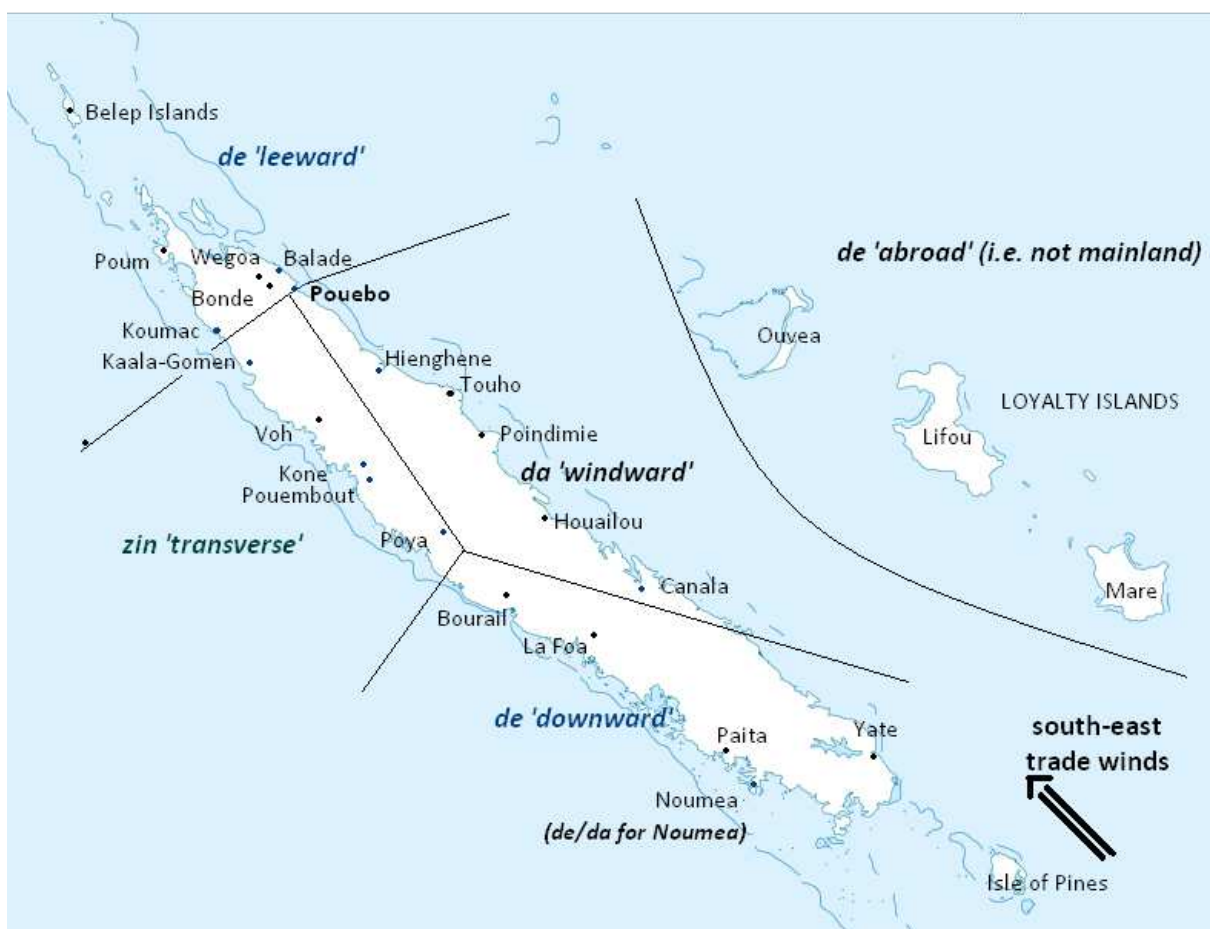 Belep Islands
de 'leeward'
Poum
Wegoa
Balade
Bonde
Pouebo
de 'abroad' (i.e. not mainland)
Koumac
Kaala-Gomen
Hienghene
Touho
Ouvea
LOYALTY ISLANDS
Voh
Poindimie
Lifou
Kone
Pouembout
da 'windward'
zin 'transverse'
Poya
Houailou
Canala
Mare
Bourail
La Foa
de 'downward'
Paita
Yate
south-east
trade winds
Noumea
(de/da for Noumea)
Isle of Pines